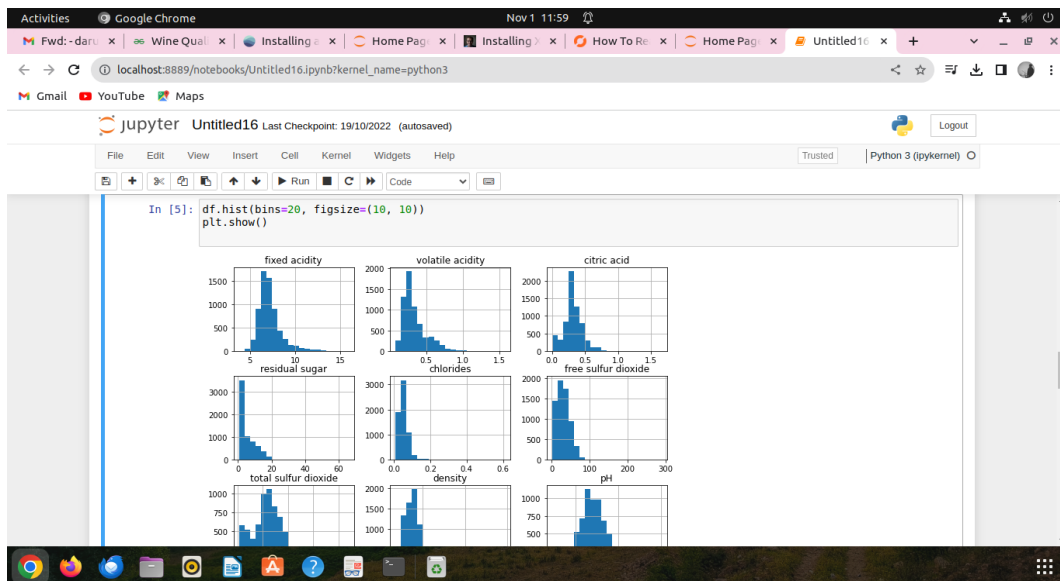 Activities Google Chrome Nov 1 11:59
Fwd: - daru Wine Quali Installing a Home Page Installing X How To Re Home Page Untitled16
localhost:8889/notebooks/Untitled16.ipynb?kernel_name=python3
Gmail YouTube Maps
jupyter Untitled16 Last Checkpoint: 19/10/2022 (autosaved) Logout
File Edit View Insert Cell Kernel Widgets Help Trusted Python 3 (ipykernel)
Run Code
In [5]: df.hist(bins=20, figsize=(10, 10))
plt.show()
fixed acidity volatile acidity citric acid
1500 1000 500 0 2000 1500 1000 500 0 2000 1500 1000 500 0
5 10 15 0.5 1.0 1.5 0.0 0.5 1.0 1.5
residual sugar chlorides free sulfur dioxide
3000 2000 1000 0 3000 2000 1000 0 2000 1500 1000 500 0
0 20 40 60 0.0 0.2 0.4 0.6 0 100 200 300
total sulfur dioxide density pH
1000 750 500 2000 1500 1000 1000 750 500